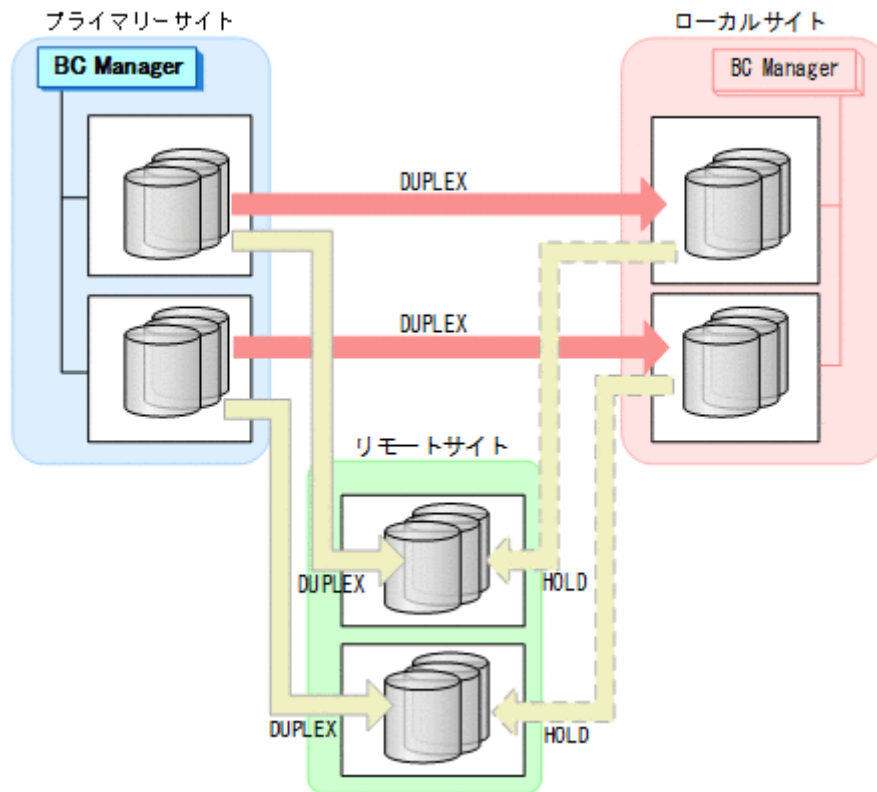 プライマリーサイト
ローカルサイト
BC Manager
BC Manager
DUPLEX
DUPLEX
リモートサイト
DUPLEX
HOLD
DUPLEX
HOLD